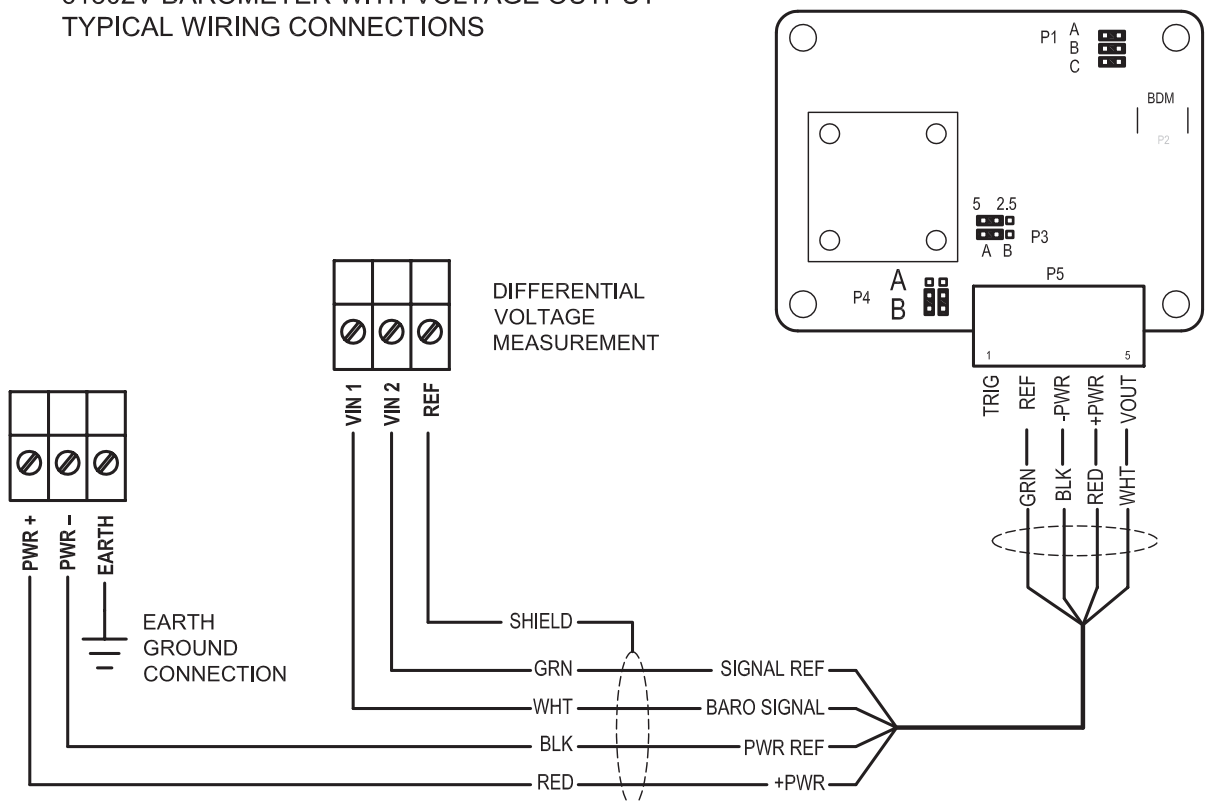 TYPICAL WIRING CONNECTIONS
P1
A
B
C
BDM
P2
5 2.5
P3
A B
P4
A
B
P5
1 5
TRIG
REF
-PWR
+PWR
VOUT
GRN
BLK
RED
WHT
DIFFERENTIAL
VOLTAGE
MEASUREMENT
VIN 1
VIN 2
REF
PWR +
PWR –
EARTH
EARTH
GROUND
CONNECTION
SHIELD
GRN SIGNAL REF
WHT BARO SIGNAL
BLK PWR REF
RED +PWR